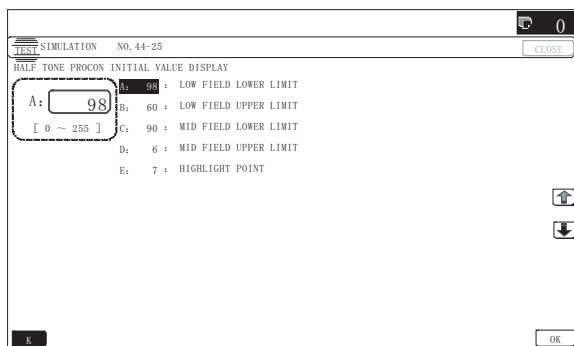 0
TEST SIMULATION NO. 44-25
CLOSE
HALF TONE PROCON INITIAL VALUE DISPLAY
A: 98
[ 0 ～ 255 ]
A: 98 : LOW FIELD LOWER LIMIT
B: 60 : LOW FIELD UPPER LIMIT
C: 90 : MID FIELD LOWER LIMIT
D: 6 : MID FIELD UPPER LIMIT
E: 7 : HIGHLIGHT POINT
K
OK